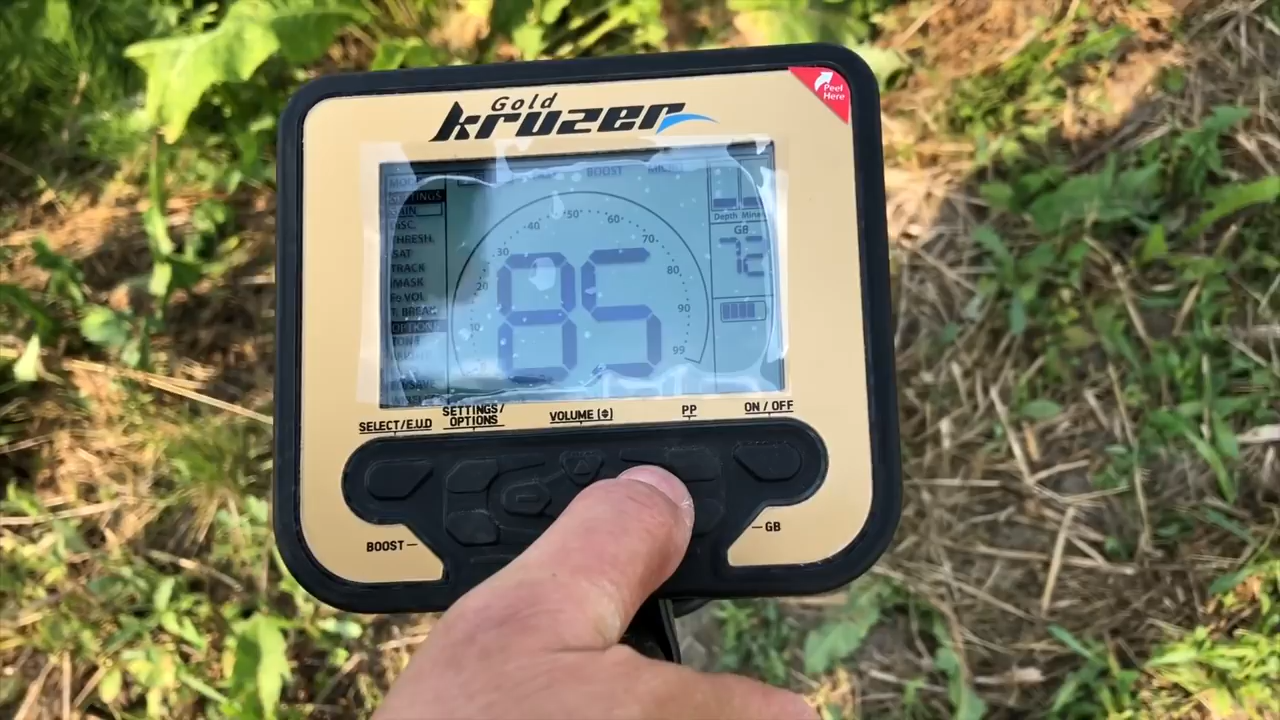 Gold
kruzer
Peel
Here
BOOST
SETTINGS
GAIN
DISC.
THRESH.
SAT
TRACK
MASK
Fe VOL
T. BREAK
OPTIONS
TONE
10
20
30
40
50
60
70
80
90
99
85
Depth
GB
72
SELECT/E.U.D
SETTINGS/
OPTIONS
VOLUME
PP
ON / OFF
BOOST
GB